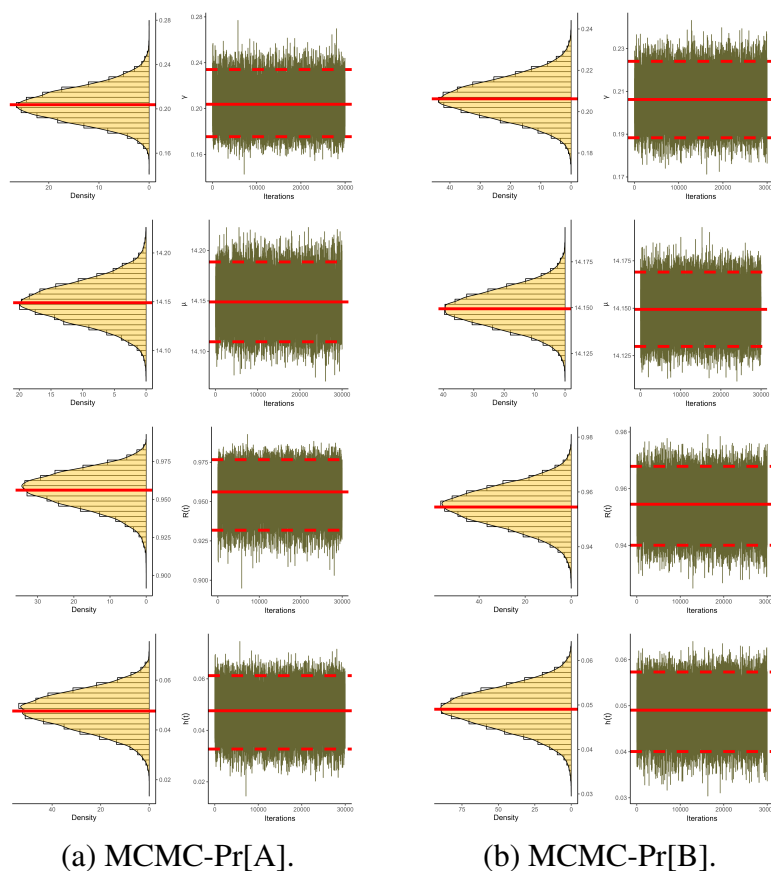 0.28
0.24
0.20
0.16
20 10 0
Density
γ
0.28
0.24
0.20
0.16
0 10000 20000 30000
Iterations
0.24
0.22
0.20
0.18
40 30 20 10 0
Density
γ
0.23
0.21
0.19
0.17
0 10000 20000 3000
Iterations
14.20
14.15
14.10
20 15 10 5 0
Density
μ
14.20
14.15
14.10
0 10000 20000 30000
Iterations
14.175
14.150
14.125
40 30 20 10 0
Density
μ
14.175
14.150
14.125
0 10000 20000 30000
Iterations
0.975
0.950
0.925
0.900
30 20 10 0
Density
R(t)
0.975
0.950
0.925
0.900
0 10000 20000 30000
Iterations
0.98
0.96
0.94
40 20 0
Density
R(t)
0.98
0.96
0.94
0 10000 20000 3000
Iterations
0.06
0.04
0.02
40 20 0
Density
h(t)
0.06
0.04
0.02
0 10000 20000 30000
Iterations
0.06
0.05
0.04
0.03
75 50 25 0
Density
h(t)
0.06
0.05
0.04
0.03
0 10000 20000 3000
Iterations
(a) MCMC-Pr[A].
(b) MCMC-Pr[B].